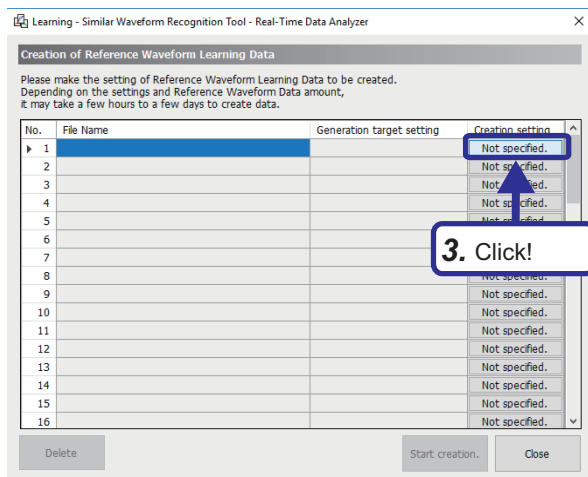 Learning - Similar Waveform Recognition Tool - Real-Time Data Analyzer
Creation of Reference Waveform Learning Data
Please make the setting of Reference Waveform Learning Data to be created.
Depending on the settings and Reference Waveform Data amount,
it may take a few hours to a few days to create data.
No. File Name Generation target setting Creation setting
1 Not specified.
2
3
4
5
6
7
3. Click!
8 Not specified.
9 Not specified.
10 Not specified.
11 Not specified.
12 Not specified.
13 Not specified.
14 Not specified.
15 Not specified.
16 Not specified.
Delete Start creation. Close